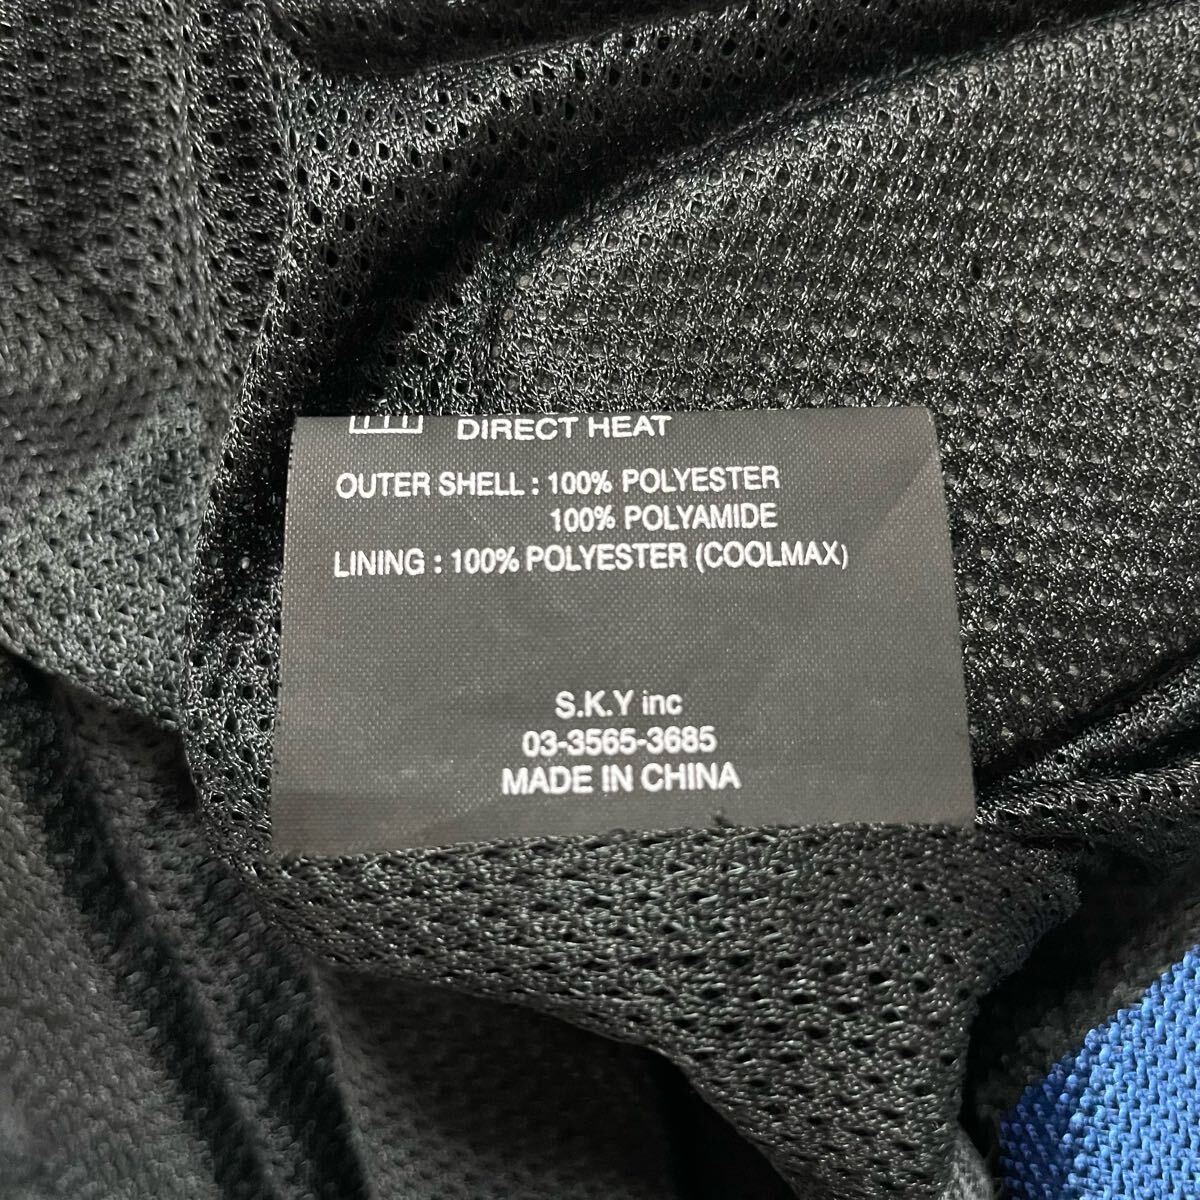 DIRECT HEAT
OUTER SHELL : 100% POLYESTER
100% POLYAMIDE
LINING : 100% POLYESTER (COOLMAX)
S.K.Y inc
03-3565-3685
MADE IN CHINA